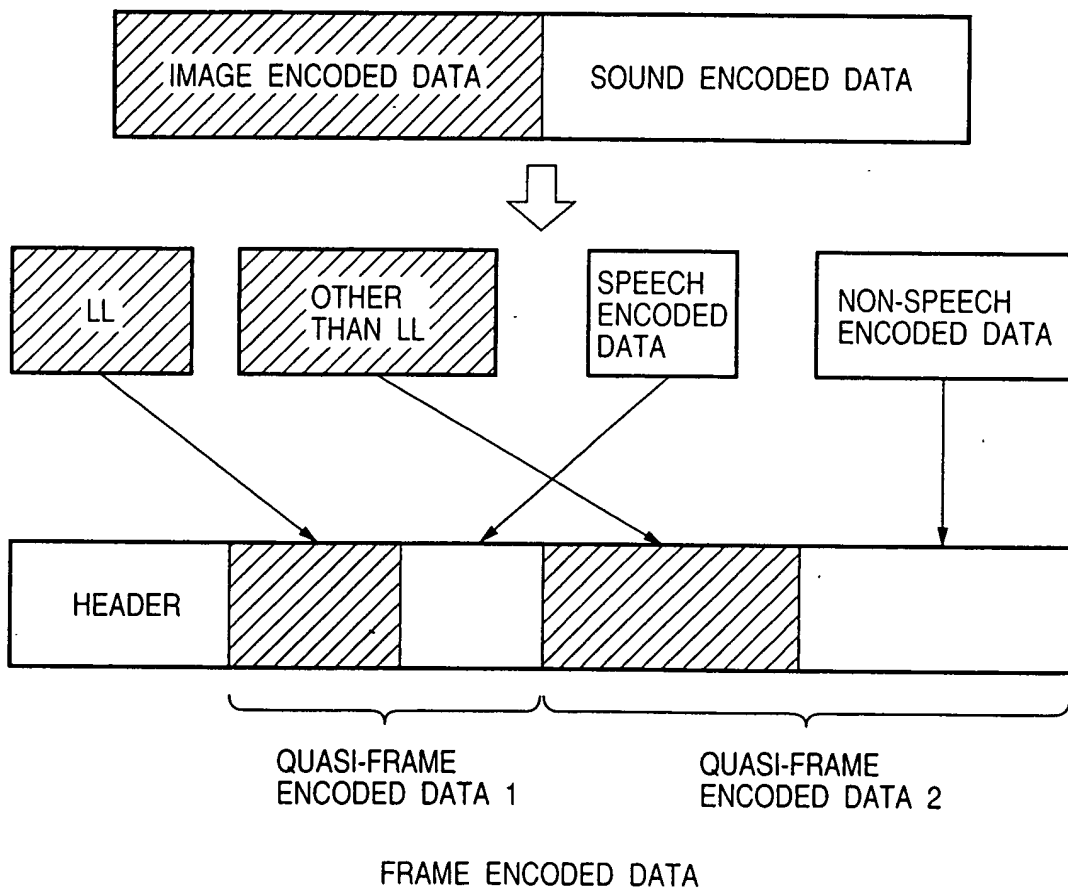 IMAGE ENCODED DATA
SOUND ENCODED DATA
LL
OTHER
THAN LL
SPEECH
ENCODED
DATA
NON-SPEECH
ENCODED DATA
HEADER
QUASI-FRAME
ENCODED DATA 1
QUASI-FRAME
ENCODED DATA 2
FRAME ENCODED DATA